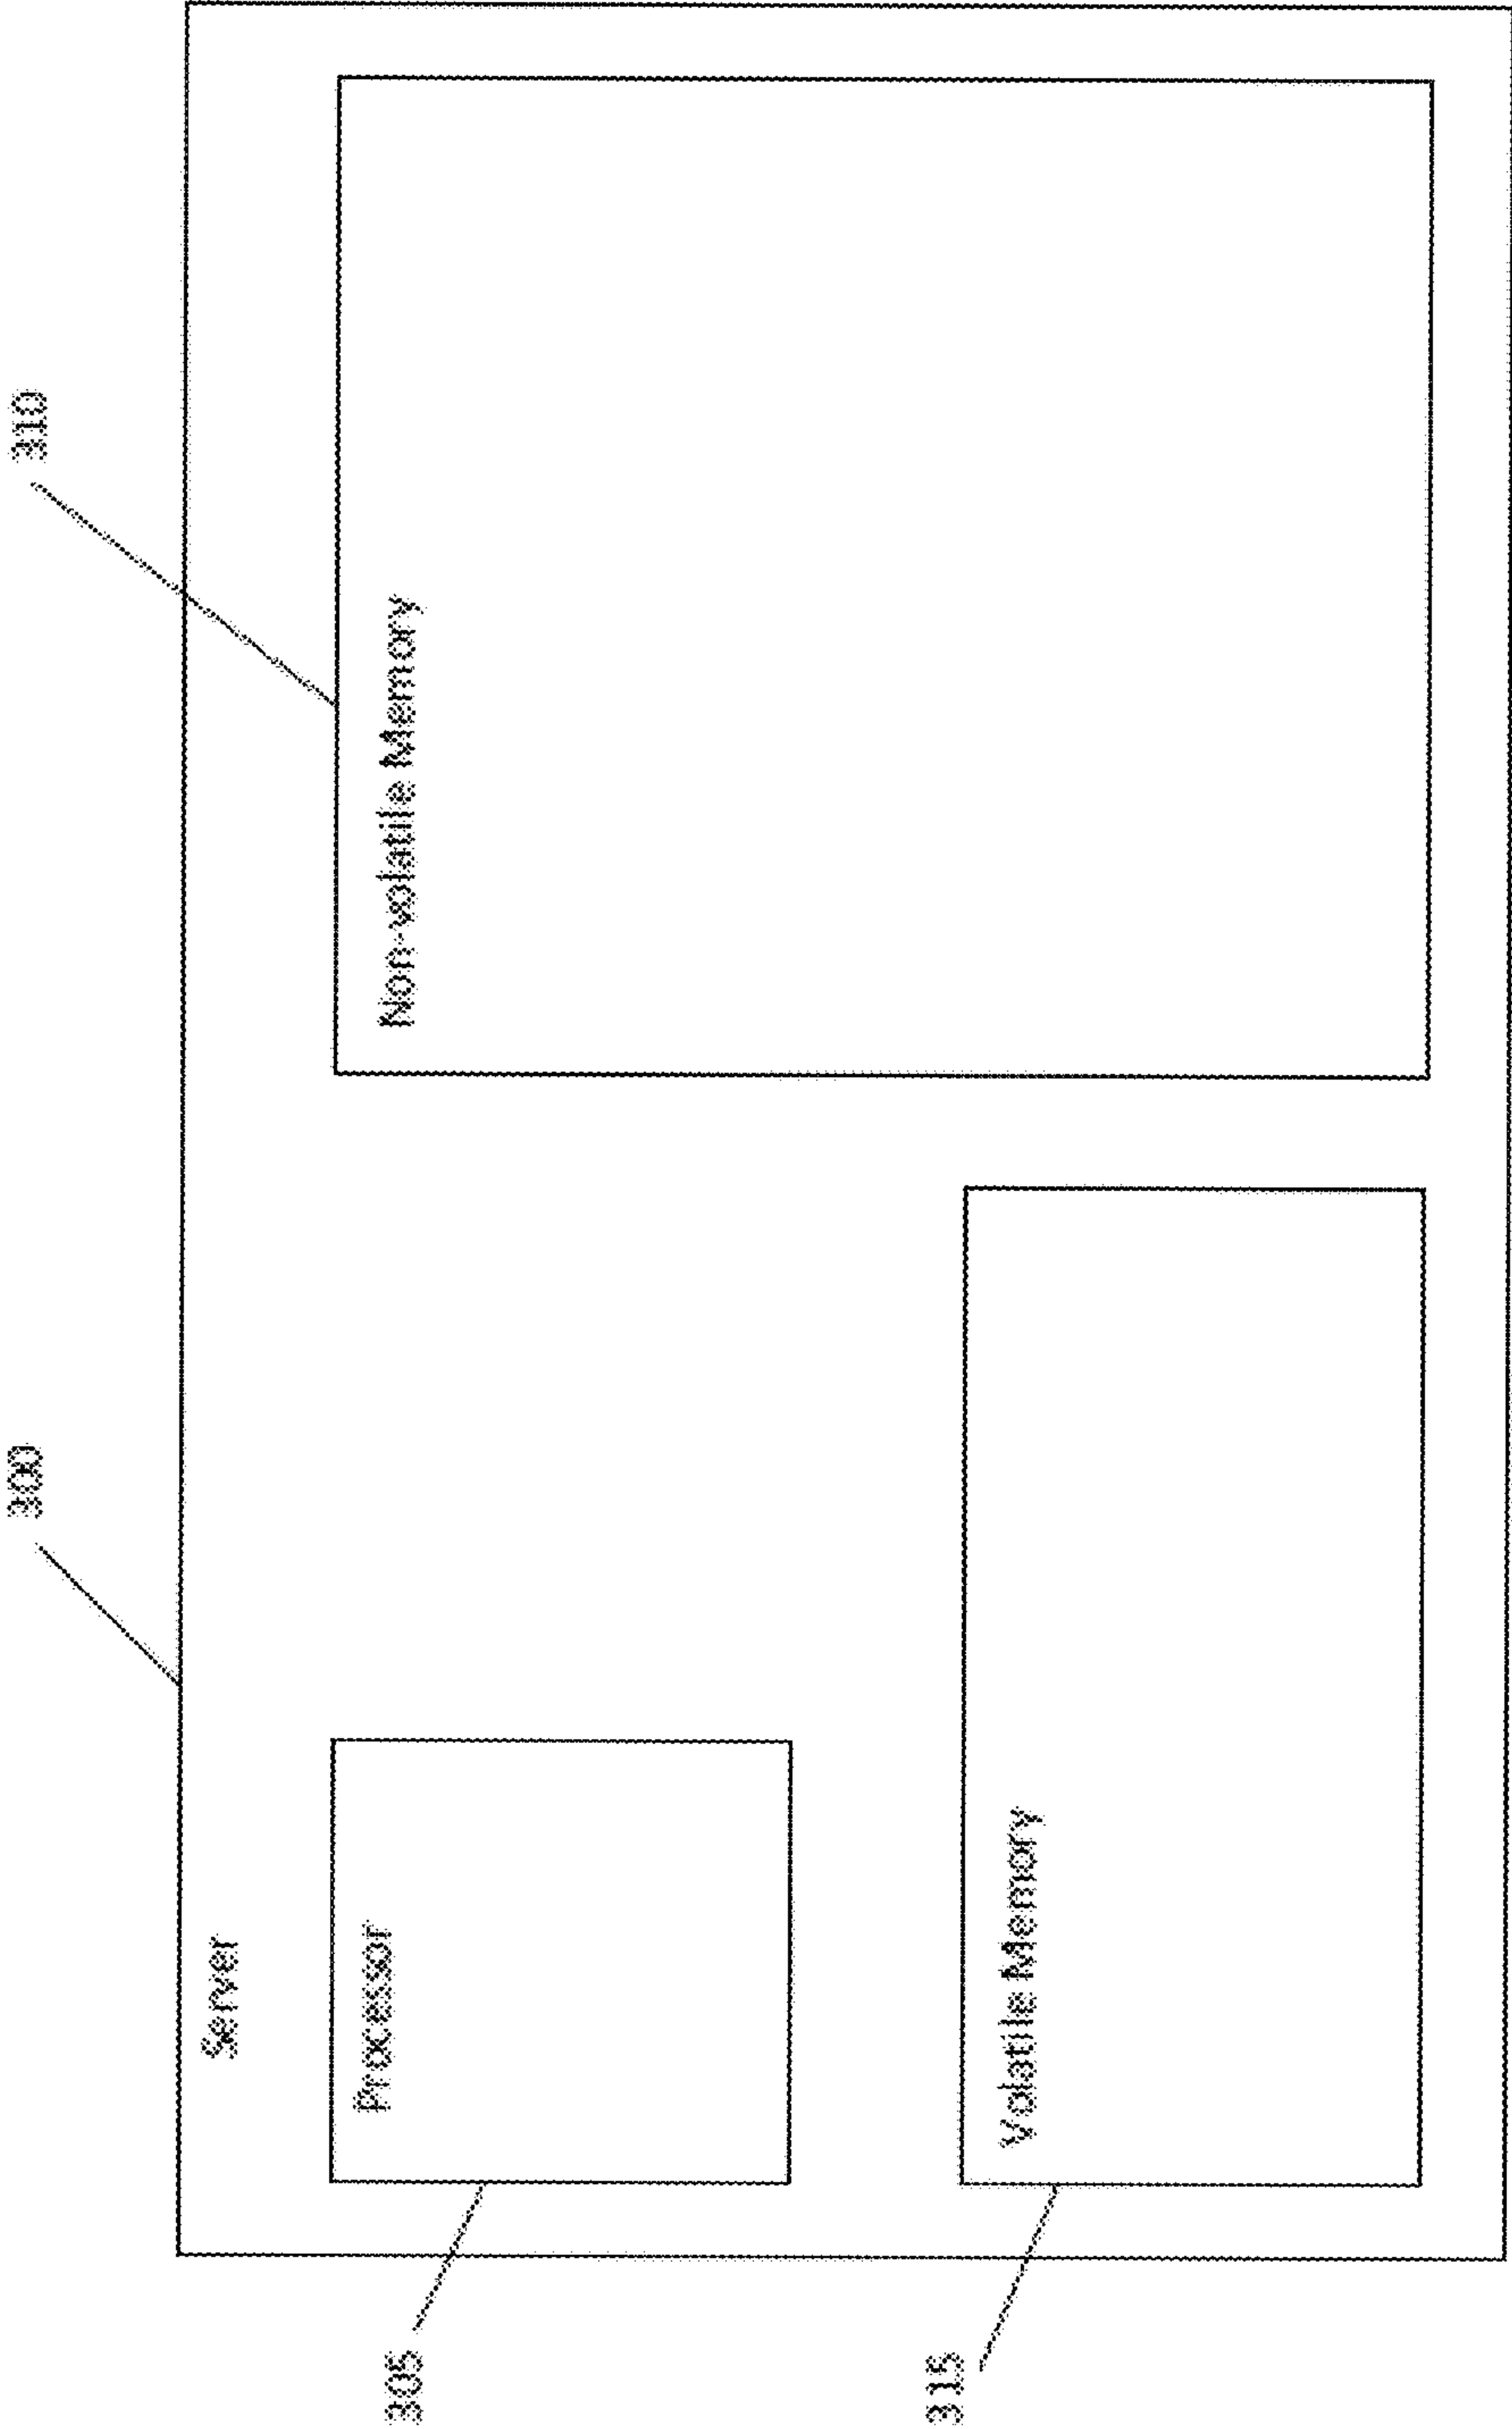 300
310
Server
Processor
Non-volatile Memory
305
Volatile Memory
315